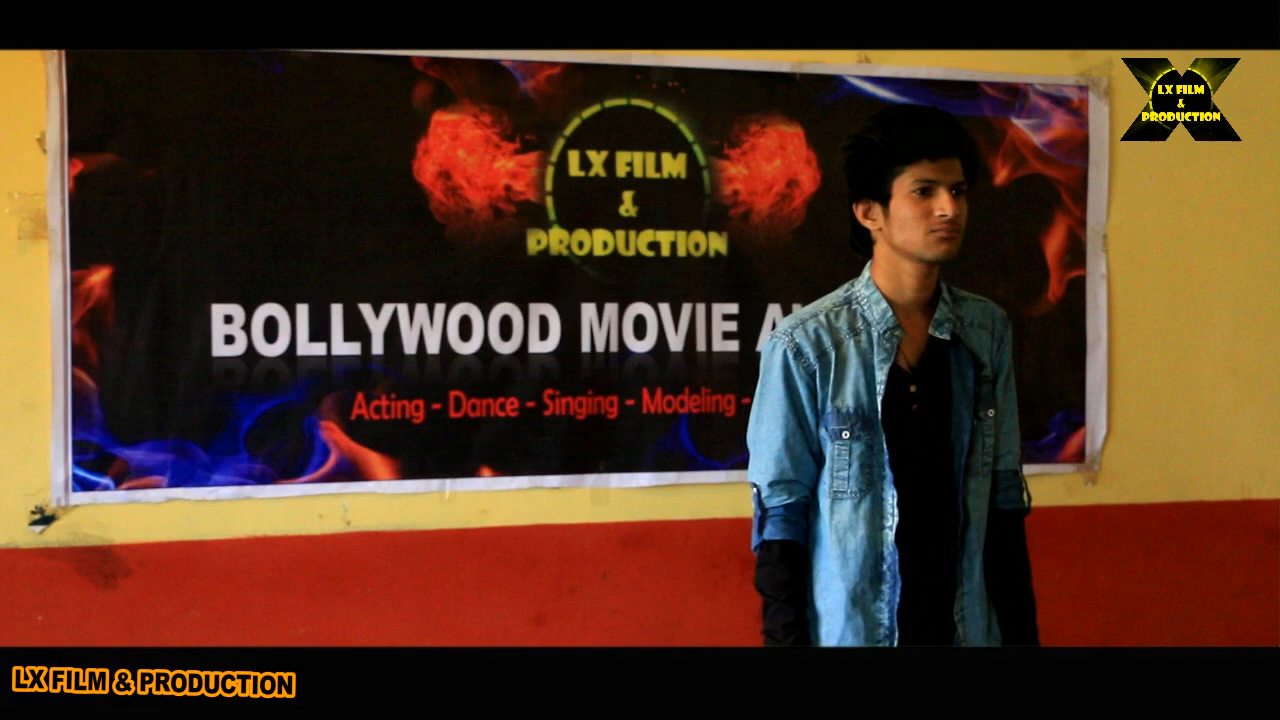 LX FILM
&
PRODUCTION
LX FILM
&
PRODUCTION
BOLLYWOOD MOVIE
Acting - Dance - Singing - Modeling -
LX FILM & PRODUCTION